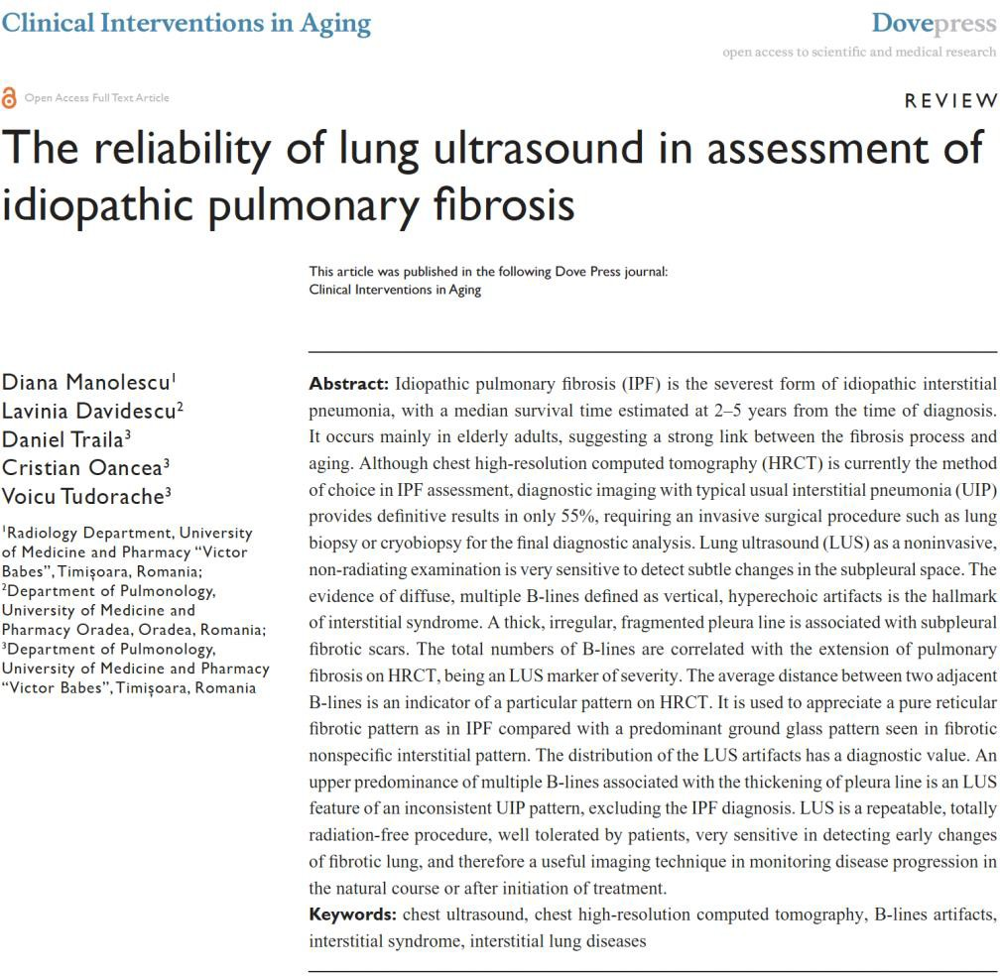 Clinical Interventions in Aging
Dovepress
open access to scientific and medical research
Open Access Full Text Article
REVIEW
The reliability of lung ultrasound in assessment of
idiopathic pulmonary fibrosis
This article was published in the following Dove Press journal:
Clinical Interventions in Aging
Diana Manolescu¹
Lavinia Davidescu²
Daniel Traila³
Cristian Oancea³
Voicu Tudorache³
¹Radiology Department, University
of Medicine and Pharmacy “Victor
Babes”, Timişoara, Romania;
²Department of Pulmonology,
University of Medicine and
Pharmacy Oradea, Oradea, Romania;
³Department of Pulmonology,
University of Medicine and Pharmacy
“Victor Babes”, Timişoara, Romania
Abstract: Idiopathic pulmonary fibrosis (IPF) is the severest form of idiopathic interstitial
pneumonia, with a median survival time estimated at 2–5 years from the time of diagnosis.
It occurs mainly in elderly adults, suggesting a strong link between the fibrosis process and
aging. Although chest high-resolution computed tomography (HRCT) is currently the method
of choice in IPF assessment, diagnostic imaging with typical usual interstitial pneumonia (UIP)
provides definitive results in only 55%, requiring an invasive surgical procedure such as lung
biopsy or cryobiopsy for the final diagnostic analysis. Lung ultrasound (LUS) as a noninvasive,
non-radiating examination is very sensitive to detect subtle changes in the subpleural space. The
evidence of diffuse, multiple B-lines defined as vertical, hyperechoic artifacts is the hallmark
of interstitial syndrome. A thick, irregular, fragmented pleura line is associated with subpleural
fibrotic scars. The total numbers of B-lines are correlated with the extension of pulmonary
fibrosis on HRCT, being an LUS marker of severity. The average distance between two adjacent
B-lines is an indicator of a particular pattern on HRCT. It is used to appreciate a pure reticular
fibrotic pattern as in IPF compared with a predominant ground glass pattern seen in fibrotic
nonspecific interstitial pattern. The distribution of the LUS artifacts has a diagnostic value. An
upper predominance of multiple B-lines associated with the thickening of pleura line is an LUS
feature of an inconsistent UIP pattern, excluding the IPF diagnosis. LUS is a repeatable, totally
radiation-free procedure, well tolerated by patients, very sensitive in detecting early changes
of fibrotic lung, and therefore a useful imaging technique in monitoring disease progression in
the natural course or after initiation of treatment.
Keywords: chest ultrasound, chest high-resolution computed tomography, B-lines artifacts,
interstitial syndrome, interstitial lung diseases